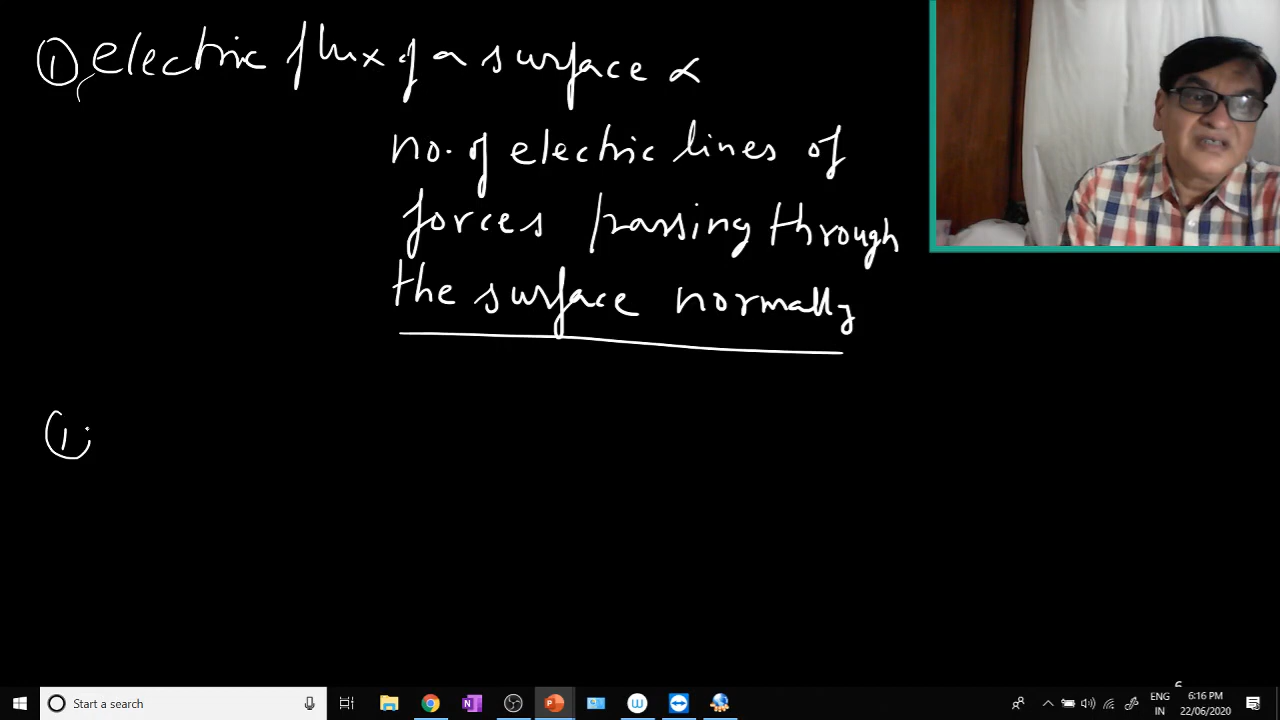 ① electric flux of a surface ∝
no. of electric lines of
forces passing through
the surface normally
①
6
Start a search
ENG
IN
6:16 PM
22/06/2020